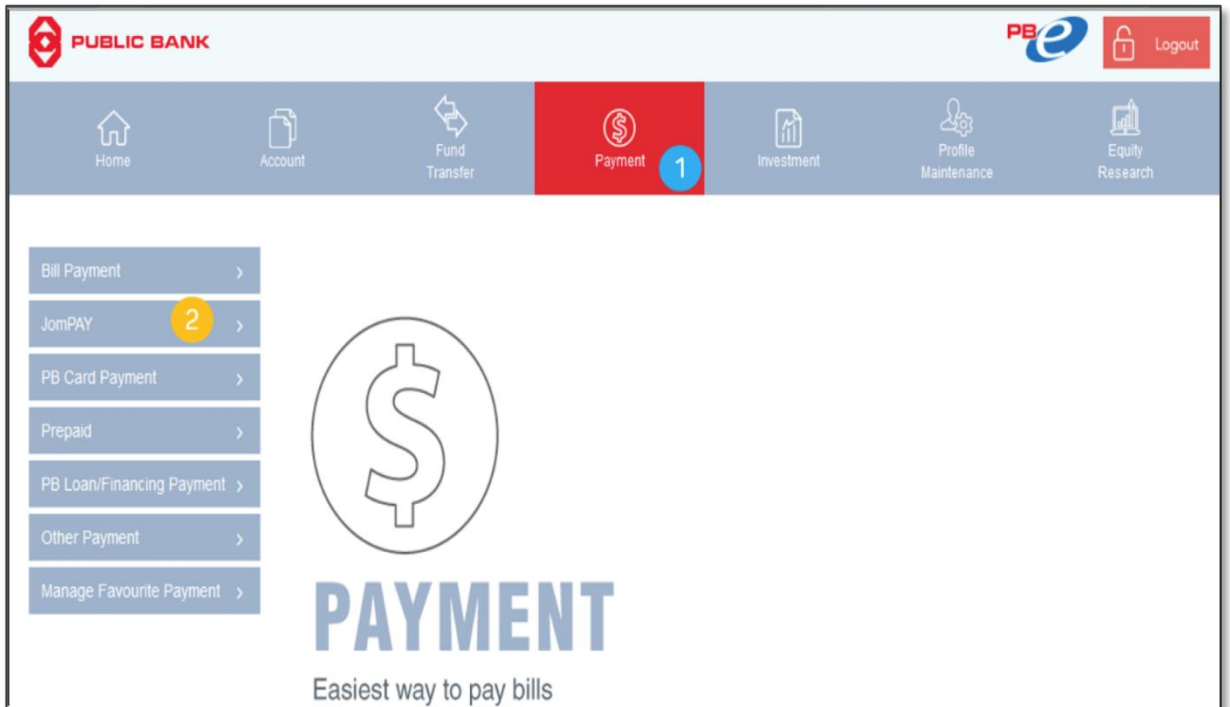 PUBLIC BANK
PBe
Logout
Home
Account
Fund
Transfer
Payment
1
Investment
Profile
Maintenance
Equity
Research
Bill Payment
JomPAY
2
PB Card Payment
Prepaid
PB Loan/Financing Payment
Other Payment
Manage Favourite Payment
$
PAYMENT
Easiest way to pay bills